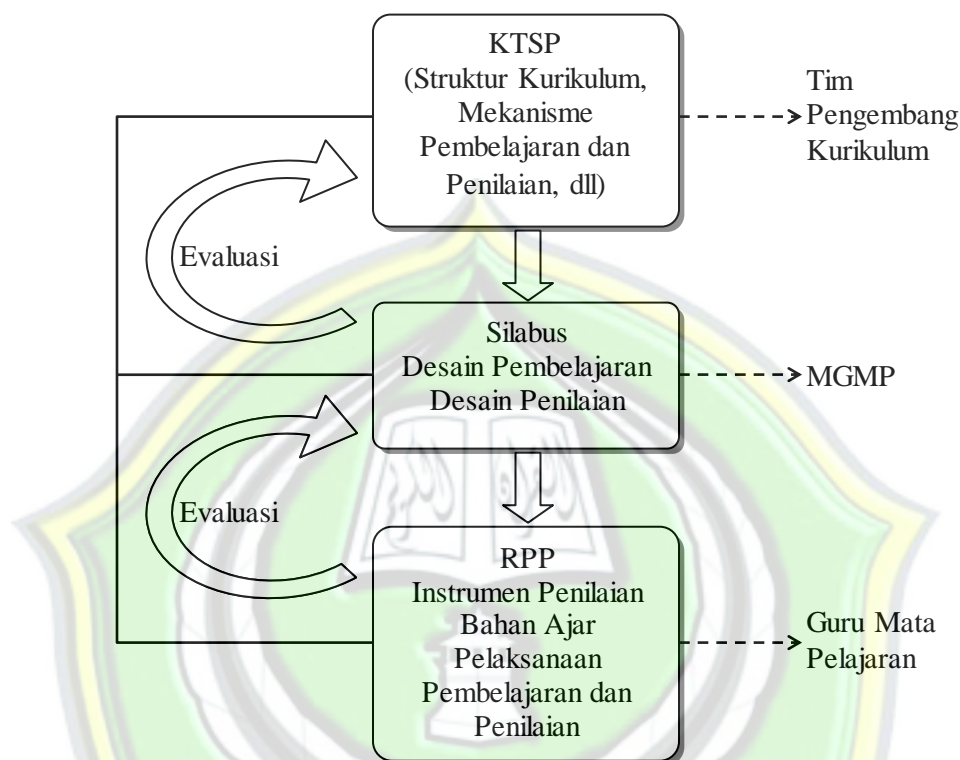 KTSP
(Struktur Kurikulum,
Mekanisme
Pembelajaran dan
Penilaian, dll)
Tim
Pengembang
Kurikulum
Evaluasi
Silabus
Desain Pembelajaran
Desain Penilaian
MGMP
Evaluasi
RPP
Instrumen Penilaian
Bahan Ajar
Pelaksanaan
Pembelajaran dan
Penilaian
Guru Mata
Pelajaran